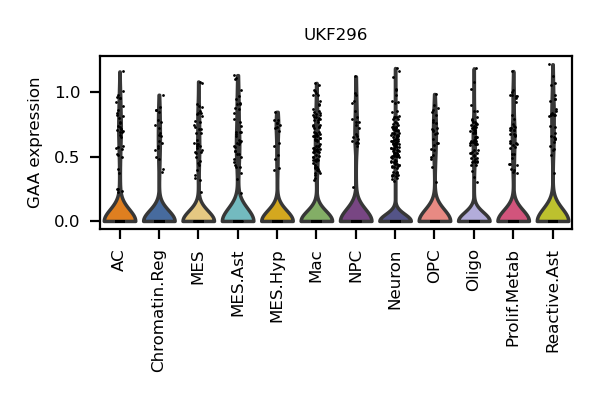 UKF296
GAA expression
1.0
0.5
0.0
AC
Chromatin.Reg
MES
MES.Ast
MES.Hyp
Mac
NPC
Neuron
OPC
Oligo
Prolif.Metab
Reactive.Ast